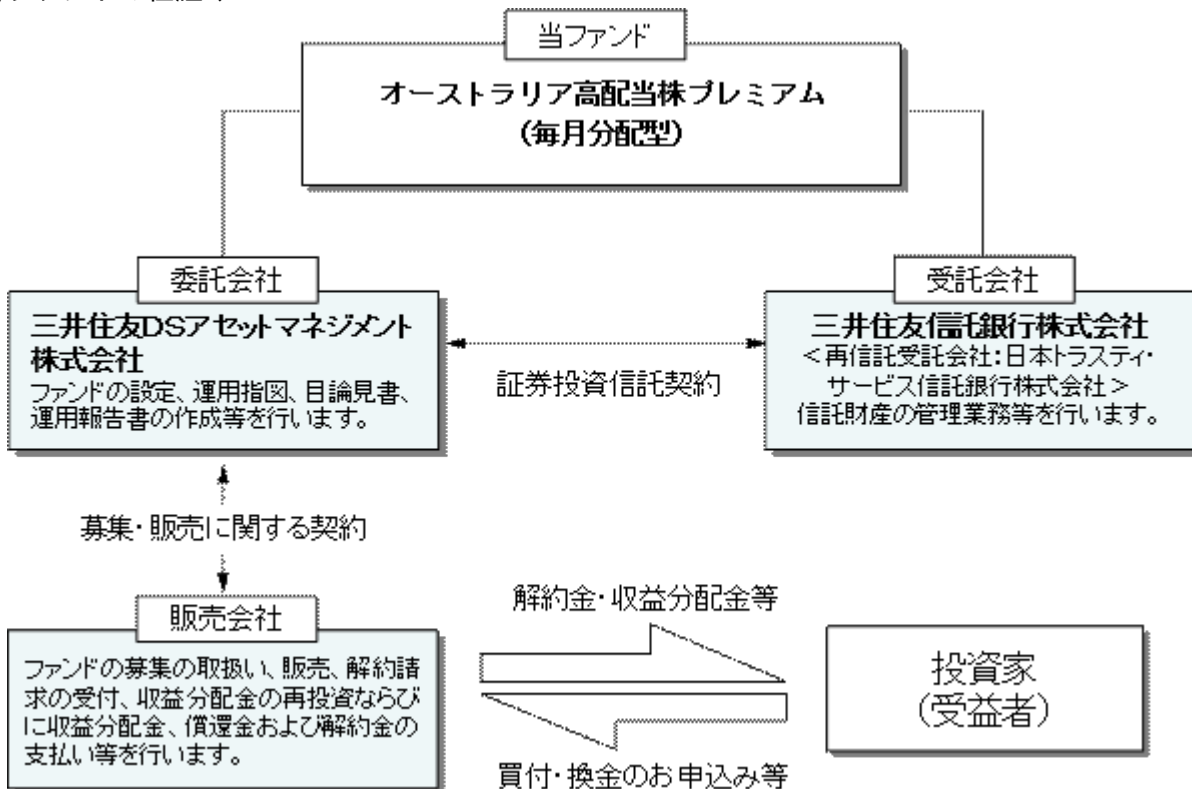 当ファンド
オーストラリア高配当株プレミアム
（毎月分配型）
委託会社
三井住友DSアセットマネジメント
株式会社
ファンドの設定、運用指図、目論見書、
運用報告書の作成等を行います。
証券投資信託契約
受託会社
三井住友信託銀行株式会社
＜再信託受託会社：日本トラスティ・
サービス信託銀行株式会社＞
信託財産の管理業務等を行います。
募集・販売に関する契約
販売会社
ファンドの募集の取扱い、販売、解約請
求の受付、収益分配金の再投資ならび
に収益分配金、償還金および解約金の
支払い等を行います。
解約金・収益分配金等
買付・換金のお申込み等
投資家
（受益者）